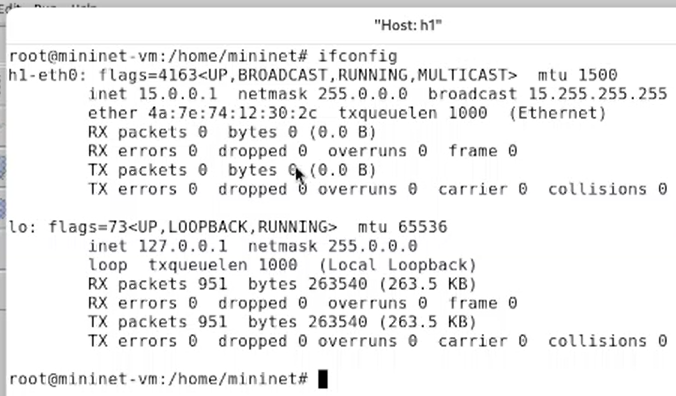 Edit Run Help
"Host: h1"
root@mininet-vm:/home/mininet# ifconfig
h1-eth0: flags=4163<UP,BROADCAST,RUNNING,MULTICAST>  mtu 1500
        inet 15.0.0.1  netmask 255.0.0.0  broadcast 15.255.255.255
        ether 4a:7e:74:12:30:2c  txqueuelen 1000  (Ethernet)
        RX packets 0  bytes 0 (0.0 B)
        RX errors 0  dropped 0  overruns 0  frame 0
        TX packets 0  bytes 0 (0.0 B)
        TX errors 0  dropped 0 overruns 0  carrier 0  collisions 0
lo: flags=73<UP,LOOPBACK,RUNNING>  mtu 65536
        inet 127.0.0.1  netmask 255.0.0.0
        loop  txqueuelen 1000  (Local Loopback)
        RX packets 951  bytes 263540 (263.5 KB)
        RX errors 0  dropped 0  overruns 0  frame 0
        TX packets 951  bytes 263540 (263.5 KB)
        TX errors 0  dropped 0 overruns 0  carrier 0  collisions 0
root@mininet-vm:/home/mininet#